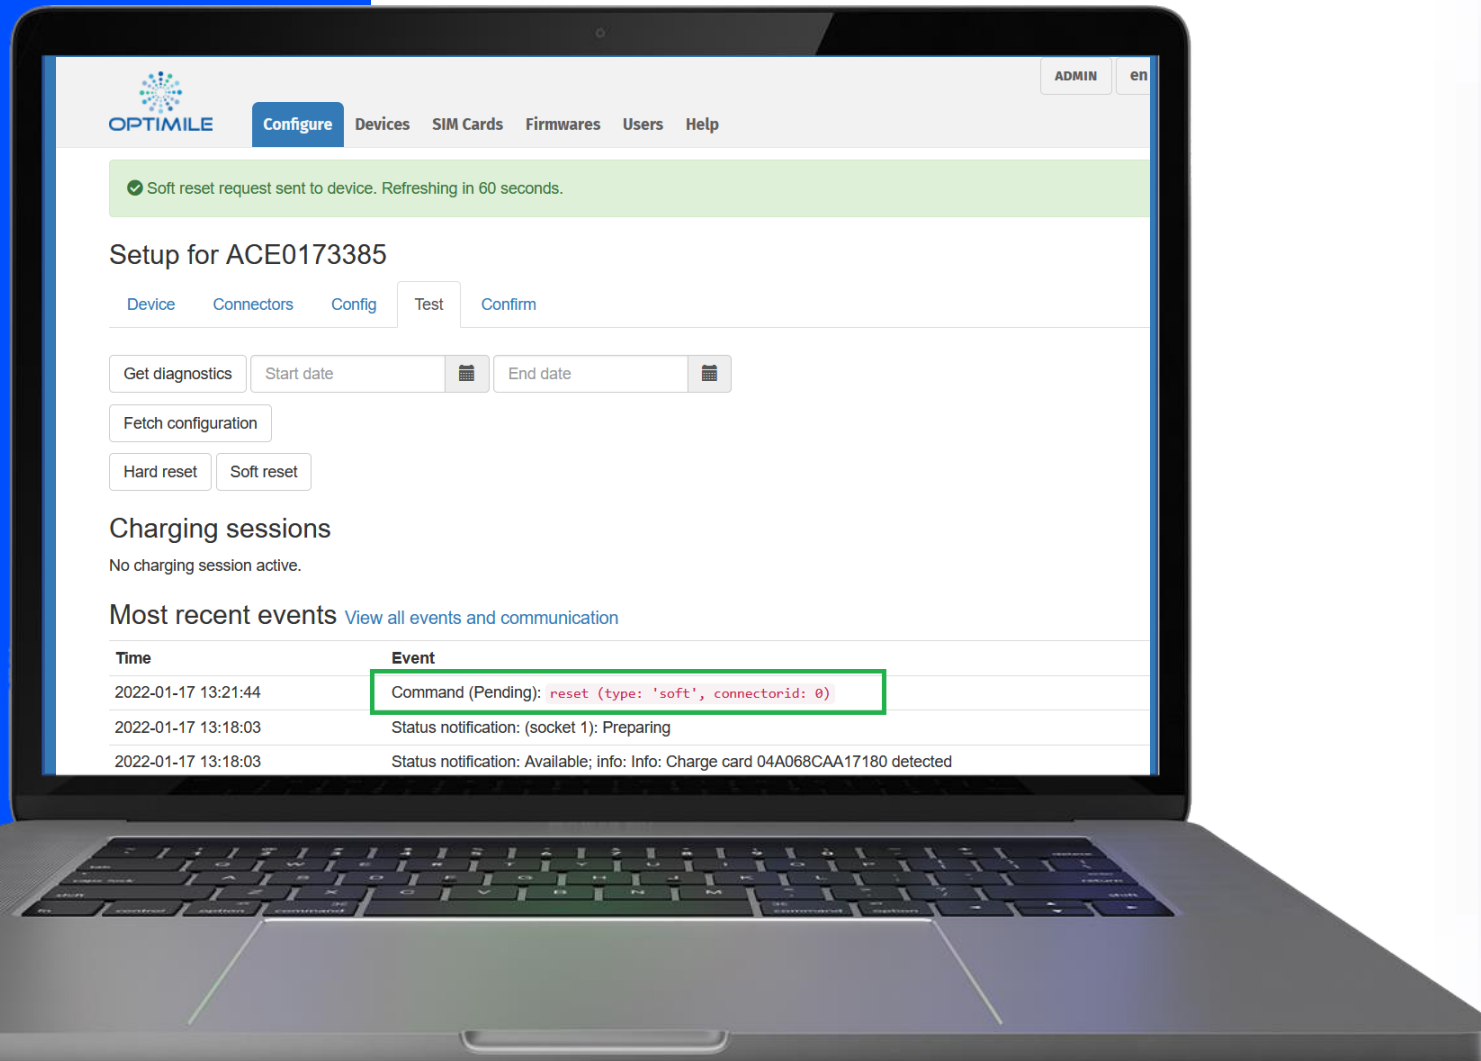 ADMIN
en
OPTIMILE
Configure Devices SIM Cards Firmwares Users Help
Soft reset request sent to device. Refreshing in 60 seconds.
Setup for ACE0173385
Device Connectors Config Test Confirm
Get diagnostics Start date End date
Fetch configuration
Hard reset Soft reset
Charging sessions
No charging session active.
Most recent events View all events and communication
Time Event
2022-01-17 13:21:44 Command (Pending): reset (type: 'soft', connectorid: 0)
2022-01-17 13:18:03 Status notification: (socket 1): Preparing
2022-01-17 13:18:03 Status notification: Available; info: Info: Charge card 04A068CAA17180 detected